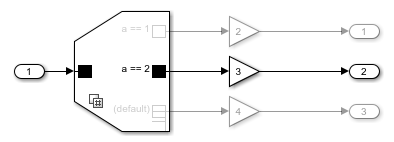 a == 1
2
1
1
a == 2
3
2
(default)
4
3